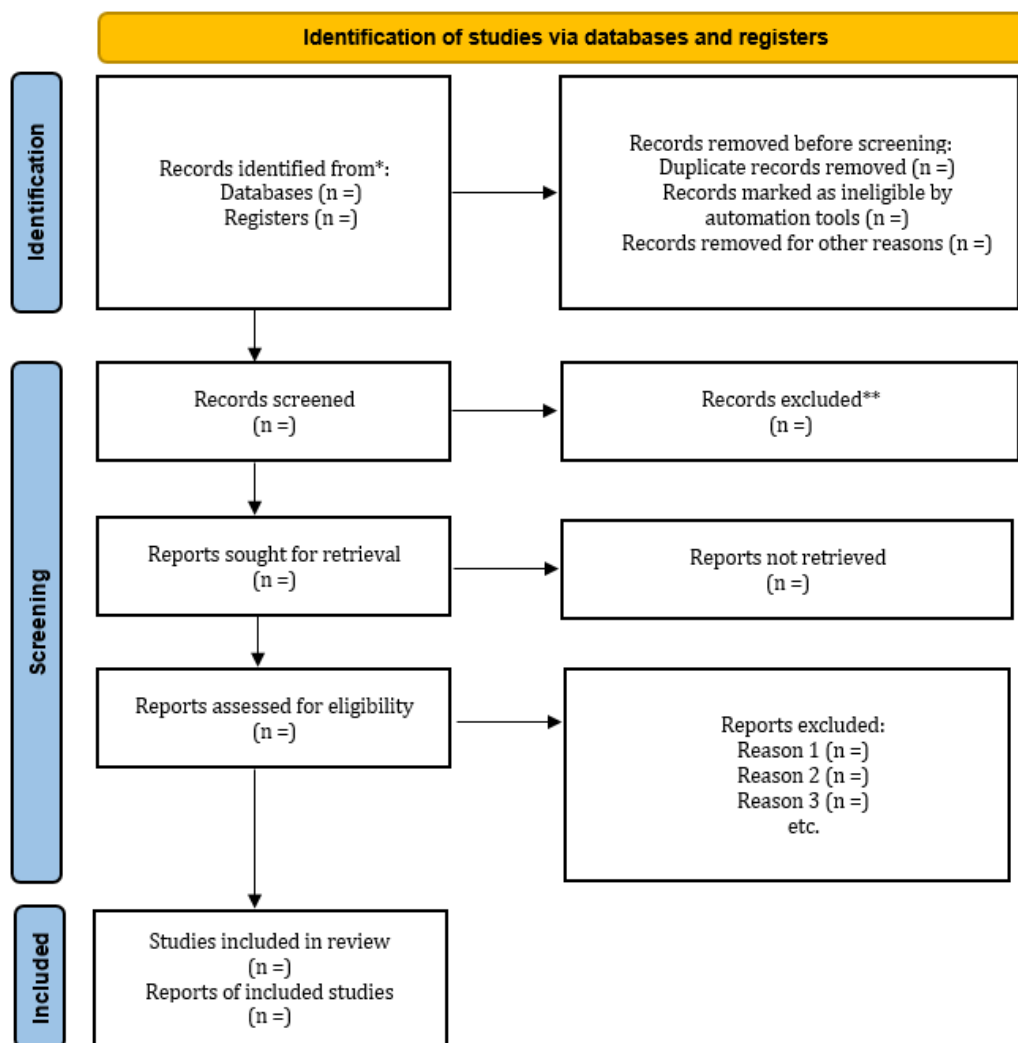 Identification of studies via databases and registers
Identification
Records identified from*:
Databases (n =)
Registers (n =)
Records removed before screening:
Duplicate records removed (n =)
Records marked as ineligible by
automation tools (n =)
Records removed for other reasons (n =)
Screening
Records screened
(n =)
Records excluded**
(n =)
Reports sought for retrieval
(n =)
Reports not retrieved
(n =)
Reports assessed for eligibility
(n =)
Reports excluded:
Reason 1 (n =)
Reason 2 (n =)
Reason 3 (n =)
etc.
Included
Studies included in review
(n =)
Reports of included studies
(n =)